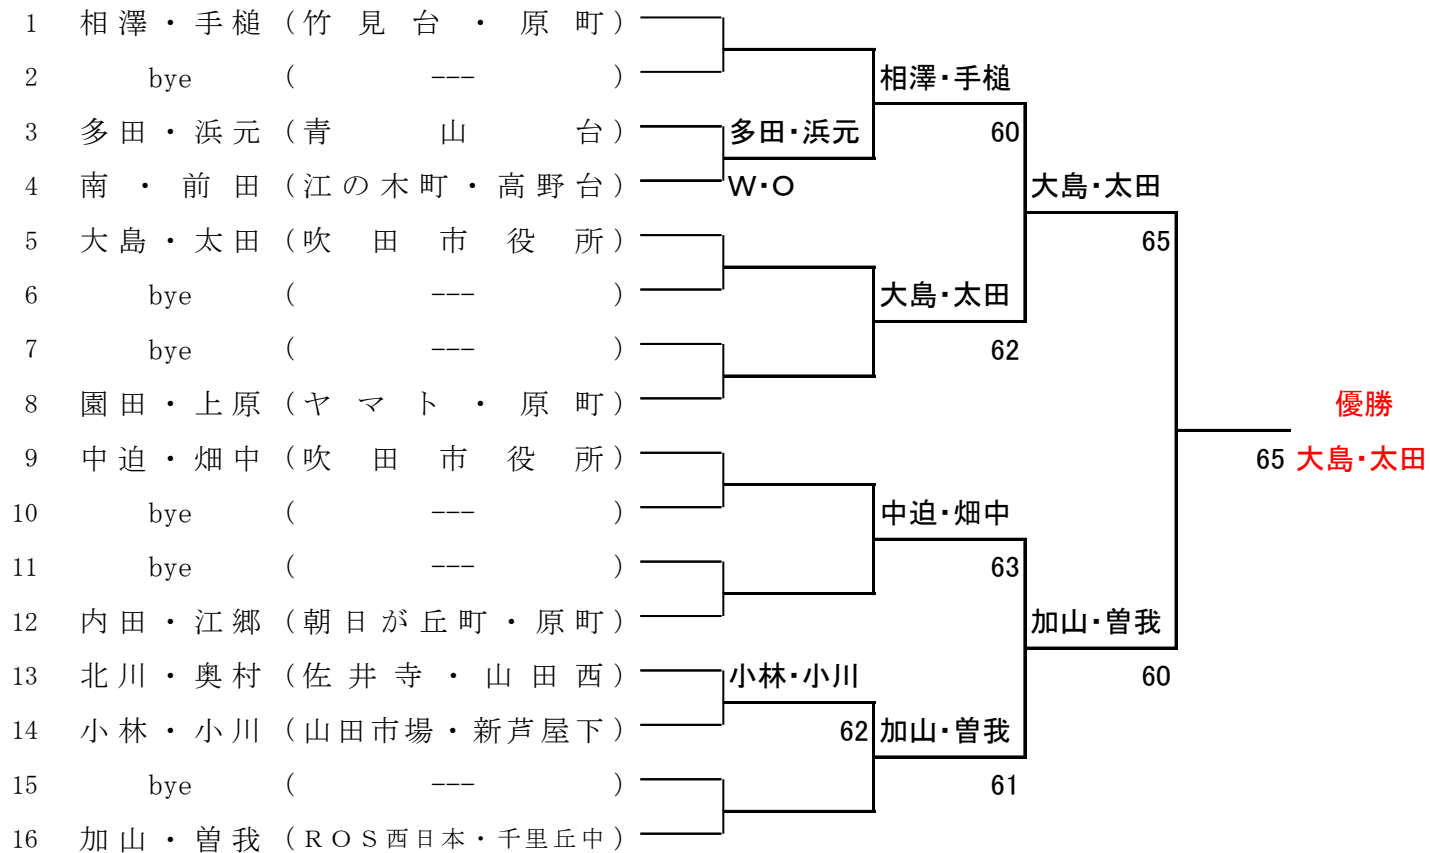 1 相澤・手槌 (竹見台・原町)
2 bye ( --- ) 相澤・手槌
3 多田・浜元 (青山台) 多田・浜元 60
4 南・前田 (江の木町・高野台) W・O 大島・太田
5 大島・太田 (吹田市役所) 65
6 bye ( --- ) 大島・太田
7 bye ( --- ) 62
8 園田・上原 (ヤマト・原町) 優勝
9 中迫・畑中 (吹田市役所) 65 大島・太田
10 bye ( --- ) 中迫・畑中
11 bye ( --- ) 63
12 内田・江郷 (朝日が丘町・原町) 加山・曽我
13 北川・奥村 (佐井寺・山田西) 小林・小川 60
14 小林・小川 (山田市場・新芦屋下) 62 加山・曽我
15 bye ( --- ) 61
16 加山・曽我 (ROS西日本・千里丘中)